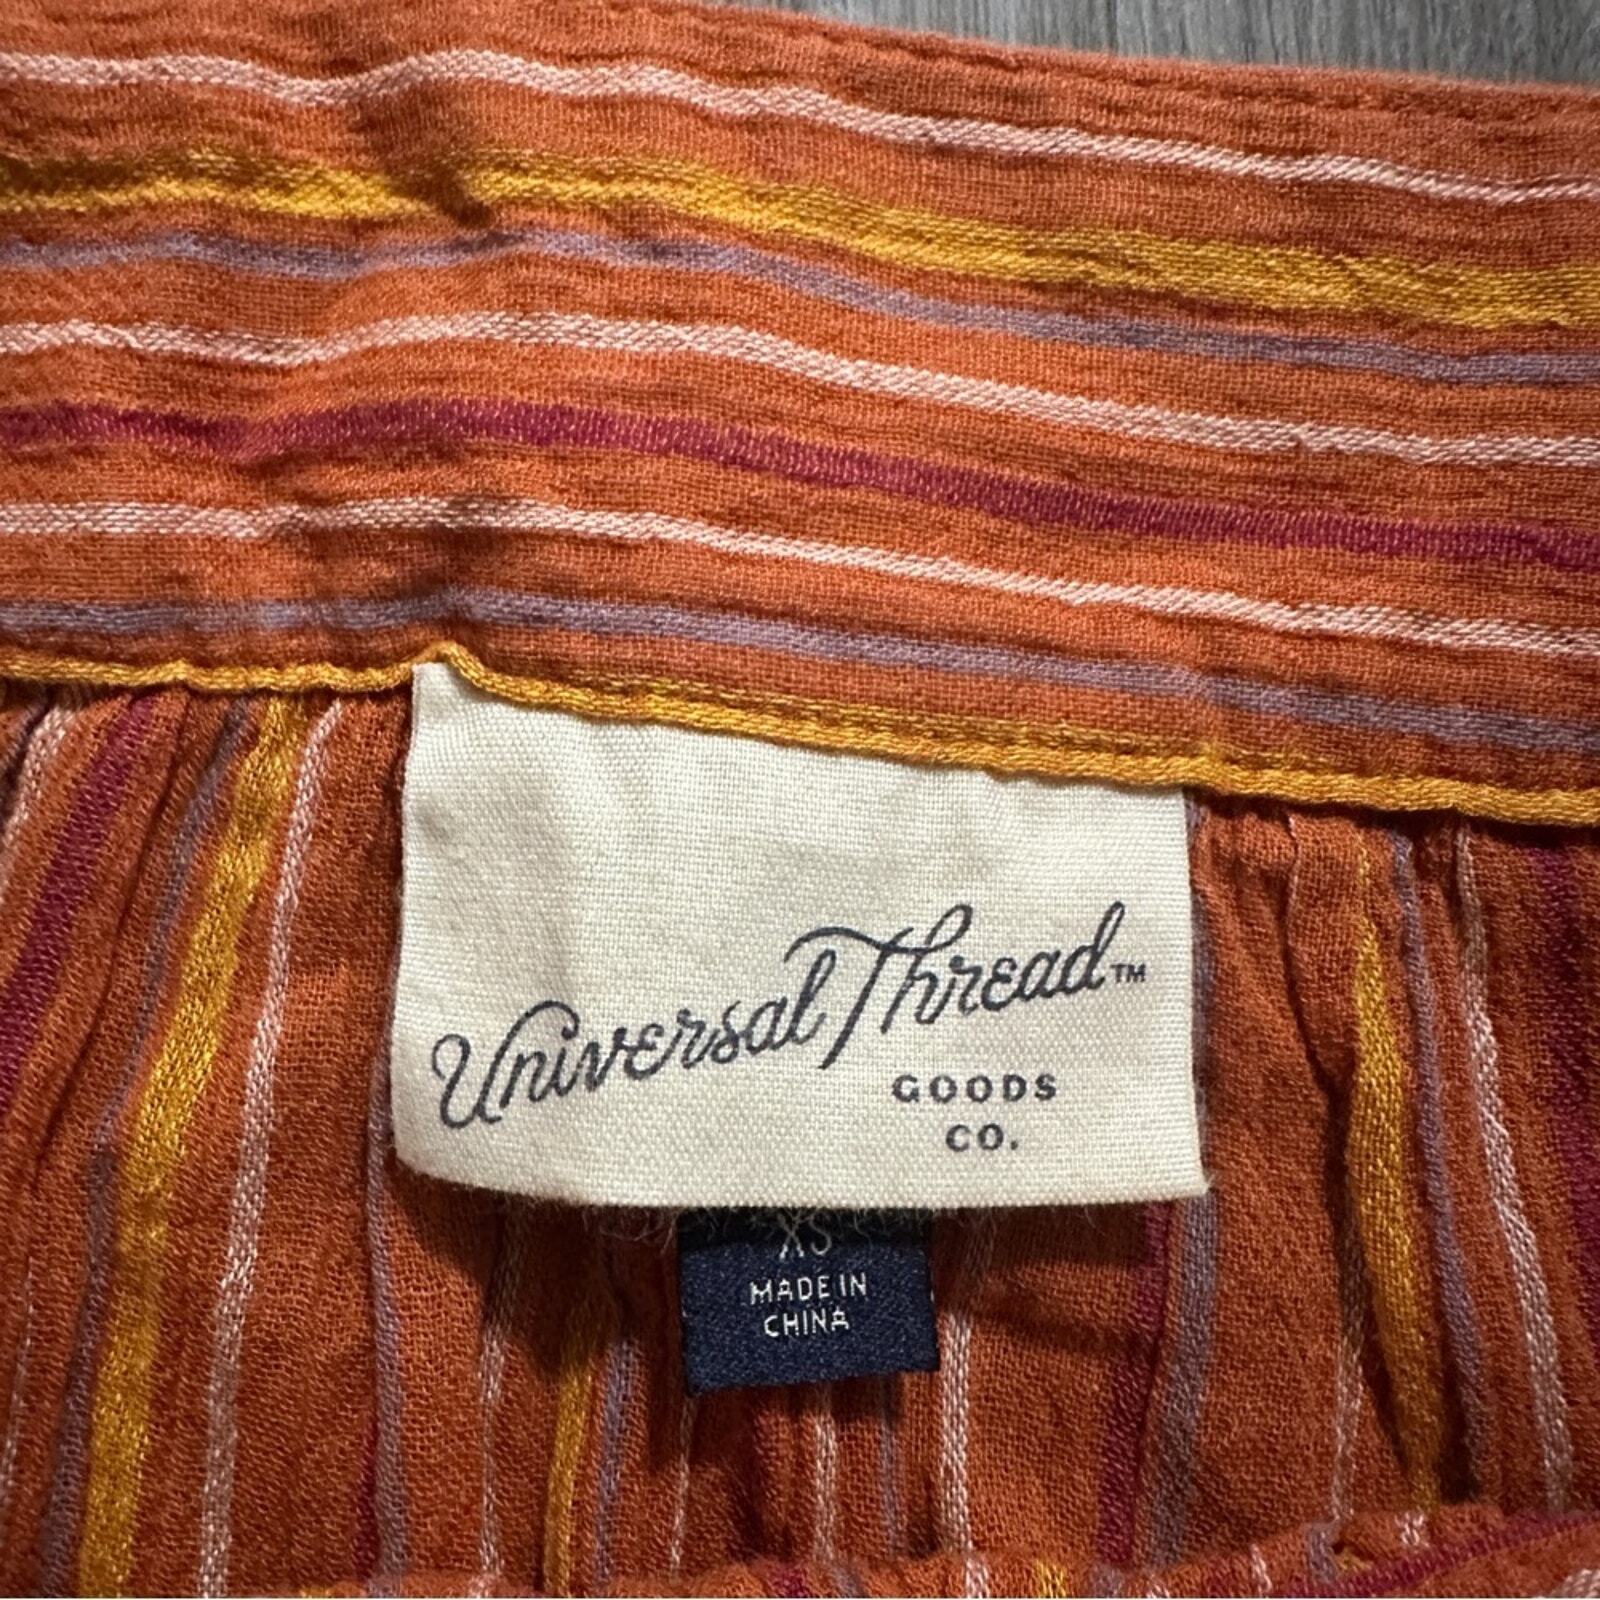 Universal Thread™
GOODS
CO.
XS
MADE IN
CHINA